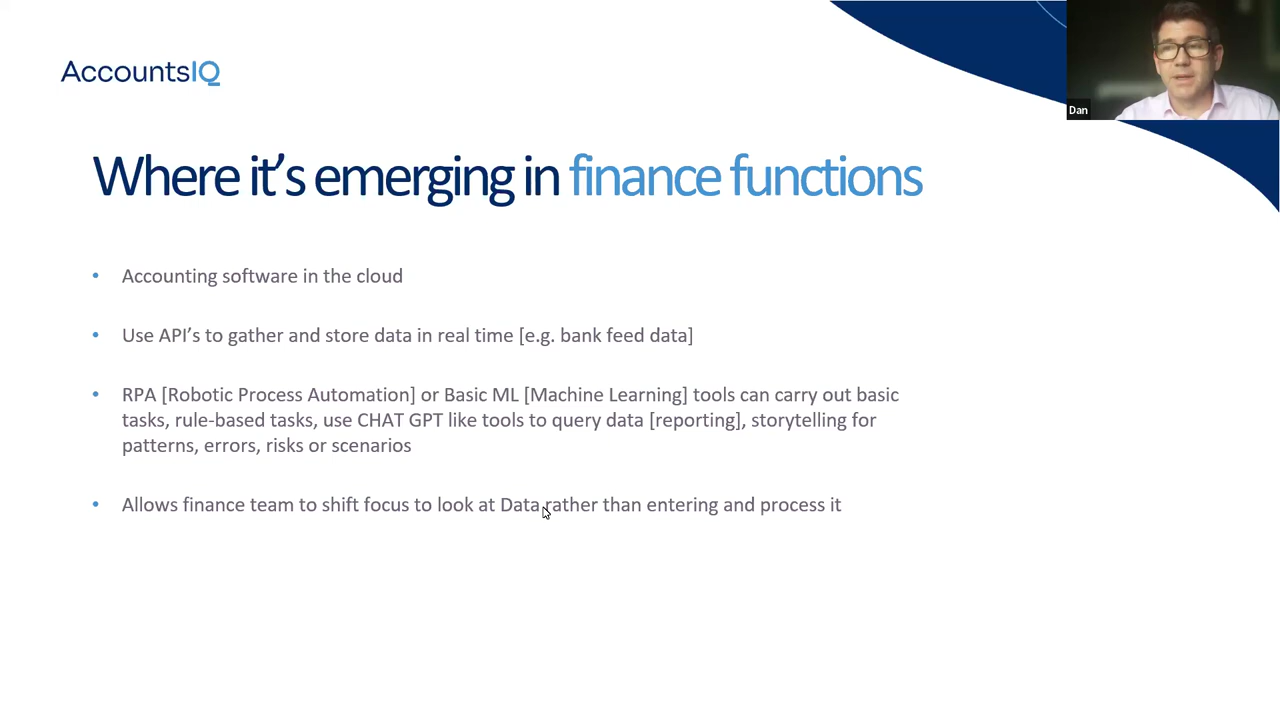 AccountsIQ
Dan
Where it's emerging in finance functions
• Accounting software in the cloud
• Use API's to gather and store data in real time [e.g. bank feed data]
• RPA [Robotic Process Automation] or Basic ML [Machine Learning] tools can carry out basic
tasks, rule-based tasks, use CHAT GPT like tools to query data [reporting], storytelling for
patterns, errors, risks or scenarios
• Allows finance team to shift focus to look at Data rather than entering and process it